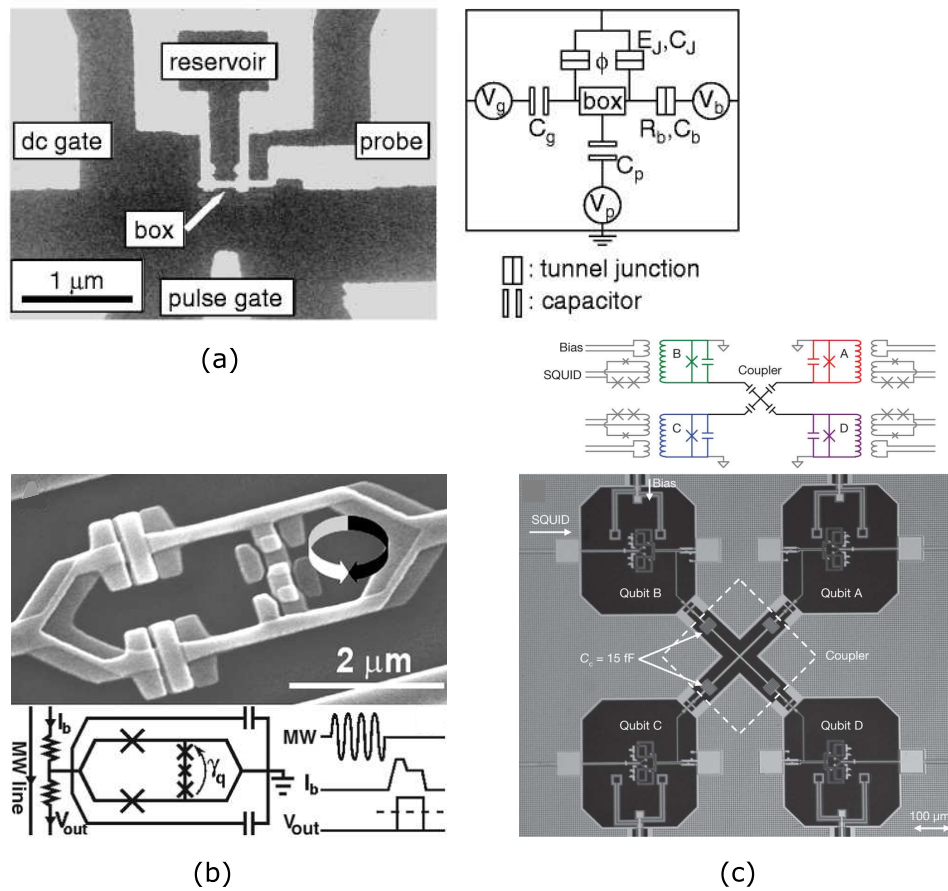 reservoir
dc gate
probe
box
1 μm
pulse gate
E_J,C_J
ϕ
V_g
box
V_b
C_g
R_b,C_b
C_p
V_p
: tunnel junction
: capacitor
(a)
Bias
B
A
Coupler
SQUID
C
D
2 μm
I_b
MW line
γ_q
V_out
MW
I_b
V_out
(b)
Bias
SQUID
Qubit B
Qubit A
C_c = 15 fF
Coupler
Qubit C
Qubit D
100 μm
(c)